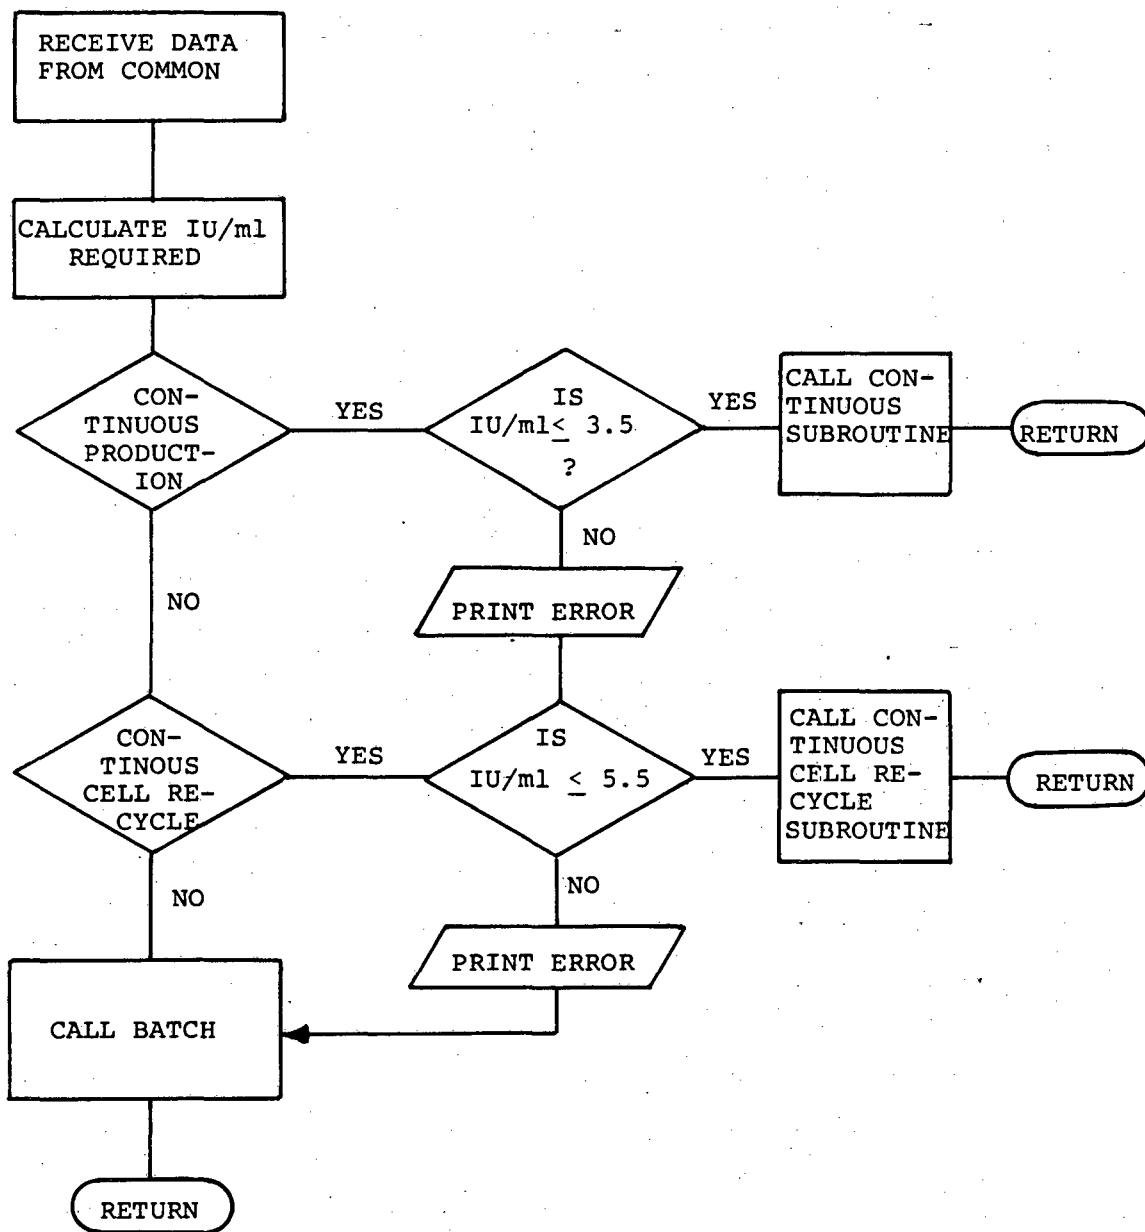 RECEIVE DATA
FROM COMMON
CALCULATE IU/ml
REQUIRED
CON-
TINUOUS
PRODUCT-
ION
YES
IS
IU/ml≤ 3.5
?
YES
CALL CON-
TINUOUS
SUBROUTINE
RETURN
NO
PRINT ERROR
NO
CON-
TINOUS
CELL RE-
CYCLE
YES
IS
IU/ml ≤ 5.5
YES
CALL CON-
TINUOUS
CELL RE-
CYCLE
SUBROUTINE
RETURN
NO
PRINT ERROR
NO
CALL BATCH
RETURN